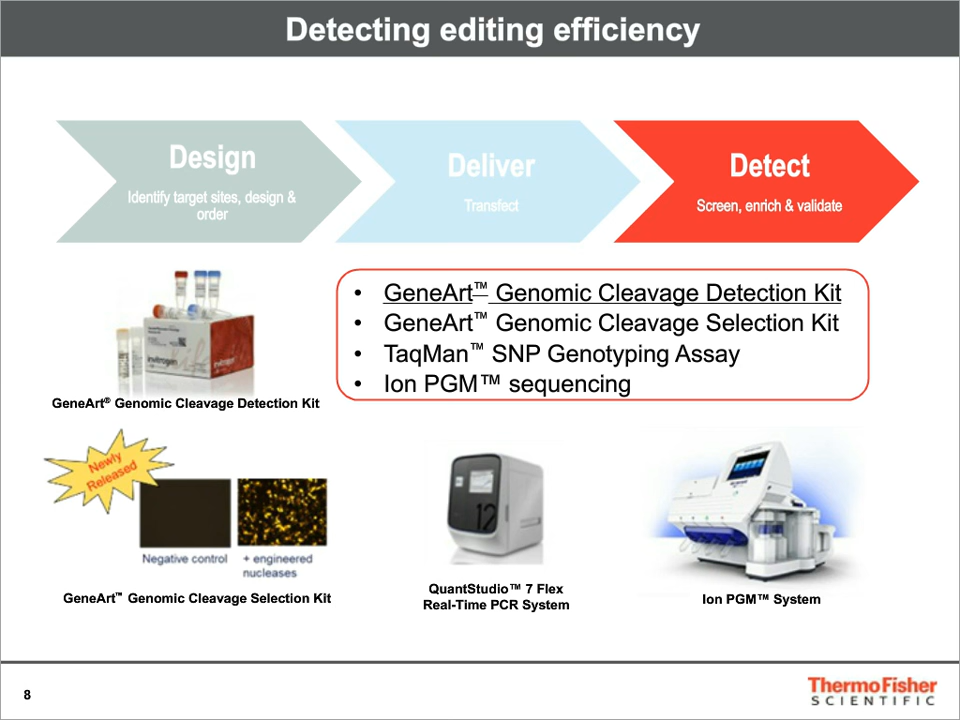 Detecting editing efficiency
Design
Identify target sites, design &
order
Deliver
Transfect
Detect
Screen, enrich & validate
• GeneArt™ Genomic Cleavage Detection Kit
• GeneArt™ Genomic Cleavage Selection Kit
• TaqMan™ SNP Genotyping Assay
• Ion PGM™ sequencing
invitrogen
GeneArt® Genomic Cleavage Detection Kit
Newly
Released
Negative control
+ engineered
nucleases
GeneArt™ Genomic Cleavage Selection Kit
12
QuantStudio™ 7 Flex
Real-Time PCR System
Ion PGM™ System
8
ThermoFisher
SCIENTIFIC